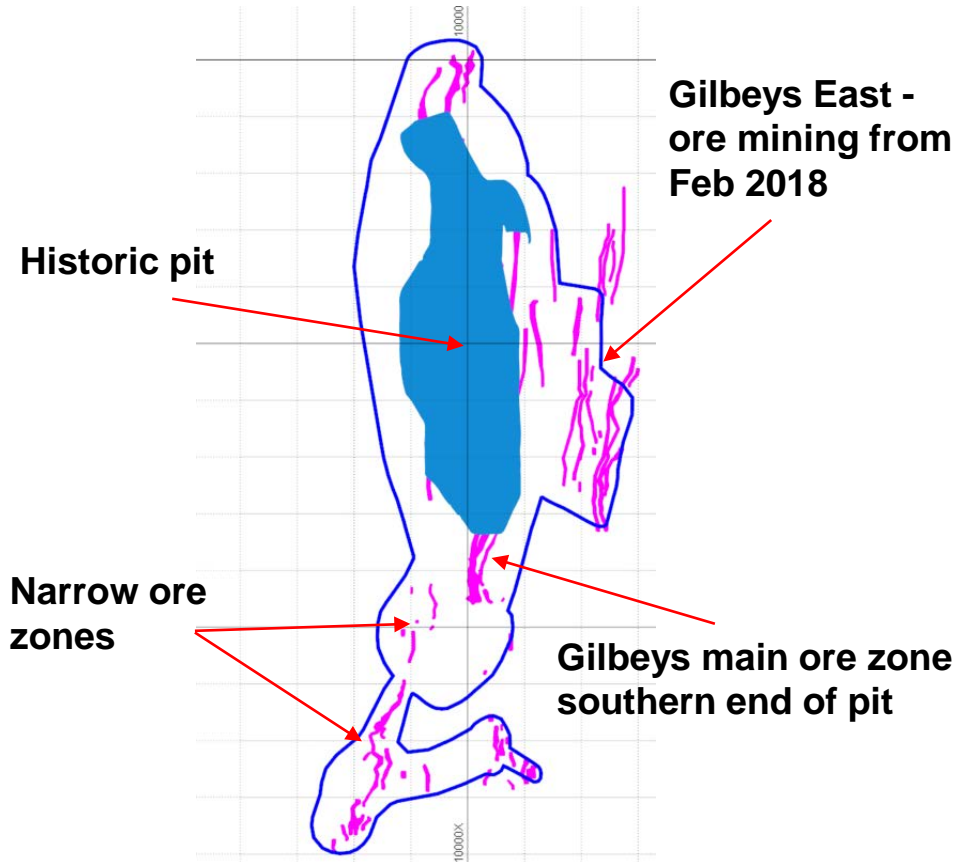 10000
Gilbeys East -
ore mining from
Feb 2018
Historic pit
Narrow ore
zones
Gilbeys main ore zone
southern end of pit
10000X